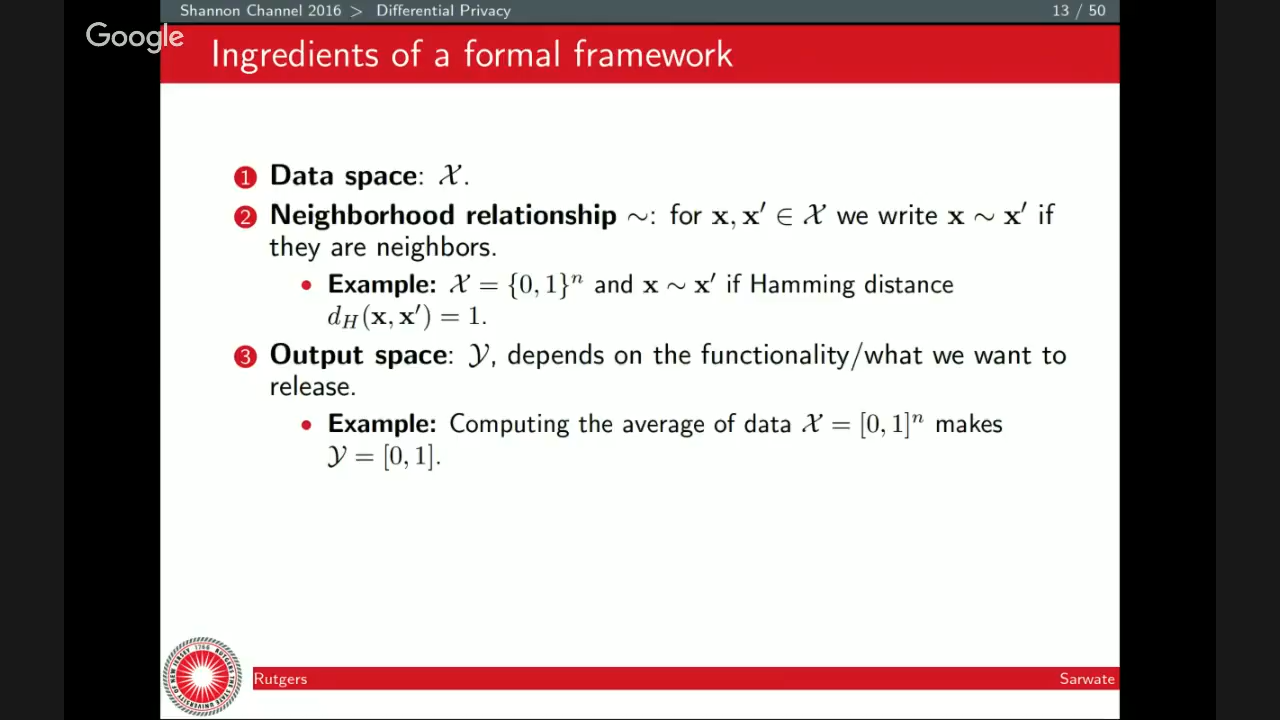 Shannon Channel 2016 > Differential Privacy 13 / 50
Google
Ingredients of a formal framework
1 Data space: 𝒳.
2 Neighborhood relationship ∼: for x, x′ ∈ 𝒳 we write x ∼ x′ if
they are neighbors.
• Example: 𝒳 = {0, 1}ⁿ and x ∼ x′ if Hamming distance
d_H(x, x′) = 1.
3 Output space: 𝒴, depends on the functionality/what we want to
release.
• Example: Computing the average of data 𝒳 = [0, 1]ⁿ makes
𝒴 = [0, 1].
Rutgers Sarwate